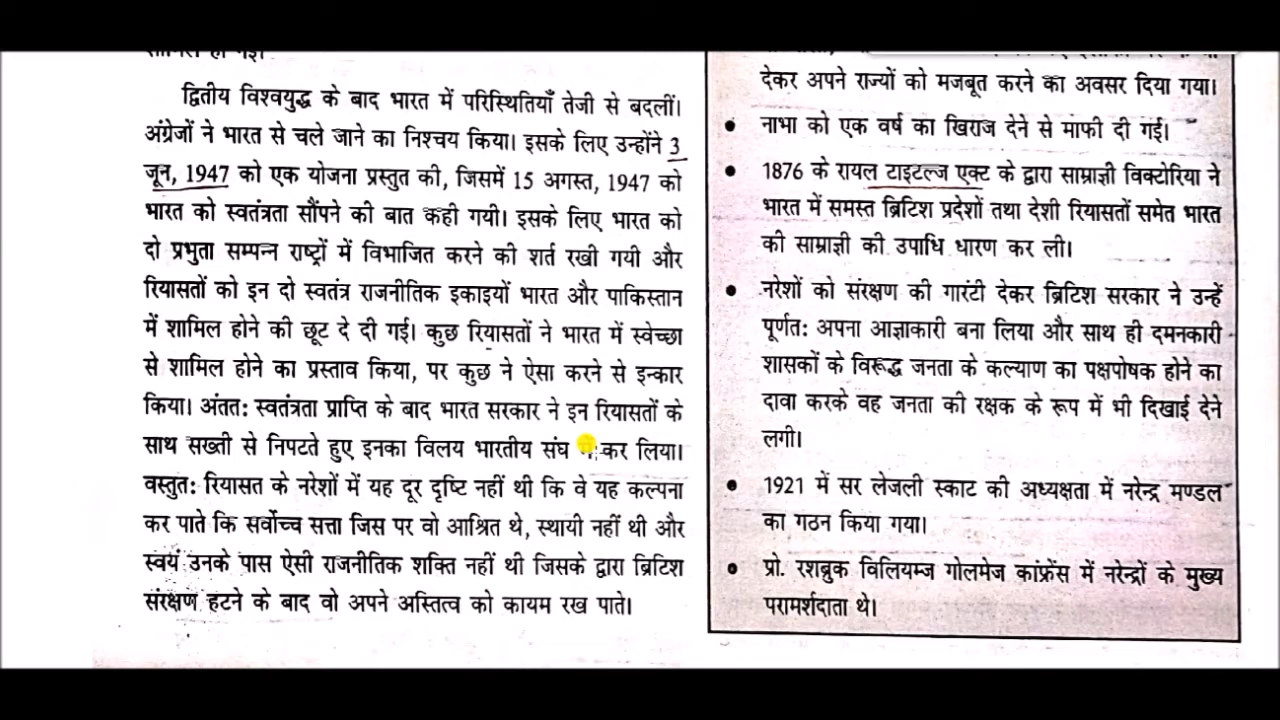 द्वितीय विश्वयुद्ध के बाद भारत में परिस्थितियाँ तेजी से बदलीं।
अंग्रेजों ने भारत से चले जाने का निश्चय किया। इसके लिए उन्होंने 3
जून, 1947 को एक योजना प्रस्तुत की, जिसमें 15 अगस्त, 1947 को
भारत को स्वतंत्रता सौंपने की बात कही गयी। इसके लिए भारत को
दो प्रभुता सम्पन्न राष्ट्रों में विभाजित करने की शर्त रखी गयी और
रियासतों को इन दो स्वतंत्र राजनीतिक इकाइयों भारत और पाकिस्तान
में शामिल होने की छूट दे दी गई। कुछ रियासतों ने भारत में स्वेच्छा
से शामिल होने का प्रस्ताव किया, पर कुछ ने ऐसा करने से इन्कार
किया। अंतत: स्वतंत्रता प्राप्ति के बाद भारत सरकार ने इन रियासतों के
साथ सख्ती से निपटते हुए इनका विलय भारतीय संघ कर लिया।
वस्तुत: रियासत के नरेशों में यह दूर दृष्टि नहीं थी कि वे यह कल्पना
कर पाते कि सर्वोच्च सत्ता जिस पर वो आश्रित थे, स्थायी नहीं थी और
स्वयं उनके पास ऐसी राजनीतिक शक्ति नहीं थी जिसके द्वारा ब्रिटिश
संरक्षण हटने के बाद वो अपने अस्तित्व को कायम रख पाते।
देकर अपने राज्यों को मजबूत करने का अवसर दिया गया।
• नाभा को एक वर्ष का खिराज देने से माफी दी गई।
• 1876 के रायल टाइटल्ज एक्ट के द्वारा साम्राज्ञी विक्टोरिया ने
भारत में समस्त ब्रिटिश प्रदेशों तथा देशी रियासतों समेत भारत
की साम्राज्ञी की उपाधि धारण कर ली।
• नरेशों को संरक्षण की गारंटी देकर ब्रिटिश सरकार ने उन्हें
पूर्णत: अपना आज्ञाकारी बना लिया और साथ ही दमनकारी
शासकों के विरूद्ध जनता के कल्याण का पक्षपोषक होने का
दावा करके वह जनता की रक्षक के रूप में भी दिखाई देने
लगी।
• 1921 में सर लेजली स्काट की अध्यक्षता में नरेन्द्र मण्डल
का गठन किया गया।
• प्रो. रशब्रुक विलियम्ज गोलमेज कांफ्रेंस में नरेन्द्रों के मुख्य
परामर्शदाता थे।